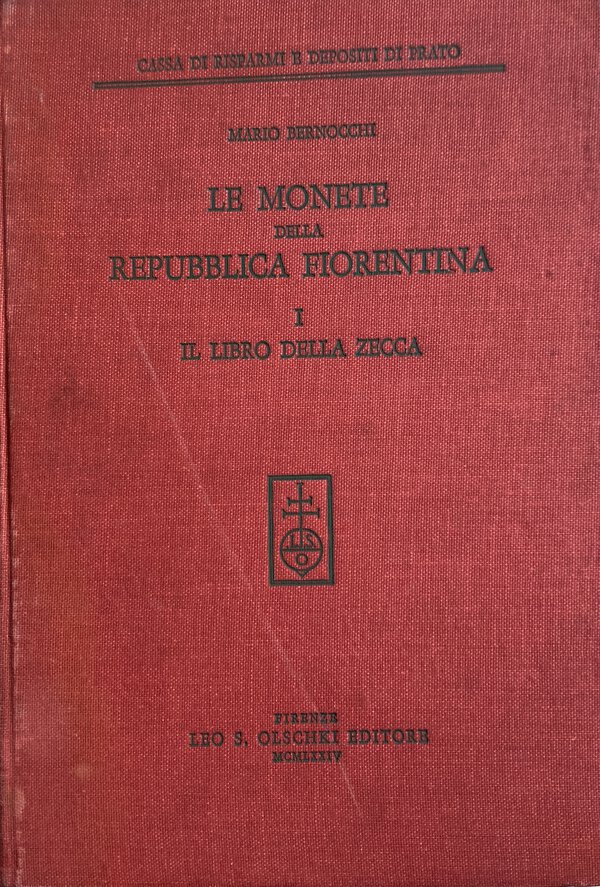 CASSA DI RISPARMI E DEPOSITI DI PRATO
MARIO BERNOCCHI
LE MONETE
DELLA
REPUBBLICA FIORENTINA
I
IL LIBRO DELLA ZECCA
L S
O
FIRENZE
LEO S. OLSCHKI EDITORE
MCMLXXIV